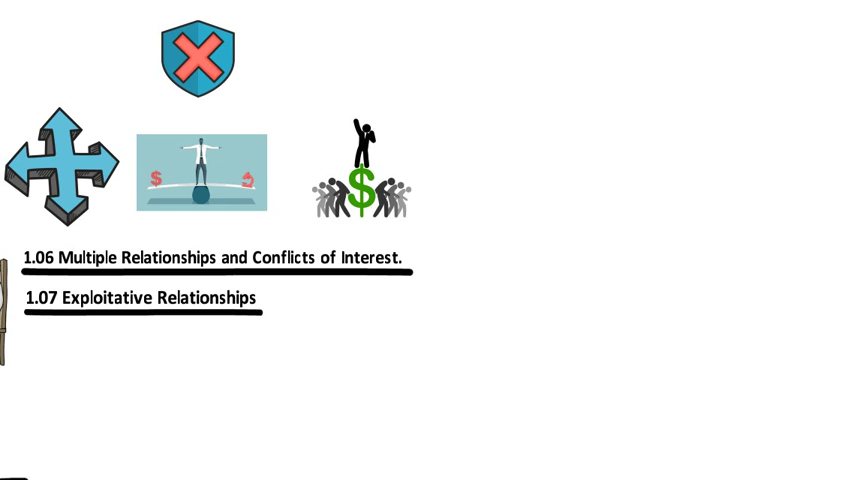 $
$
1.06 Multiple Relationships and Conflicts of Interest.
1.07 Exploitative Relationships